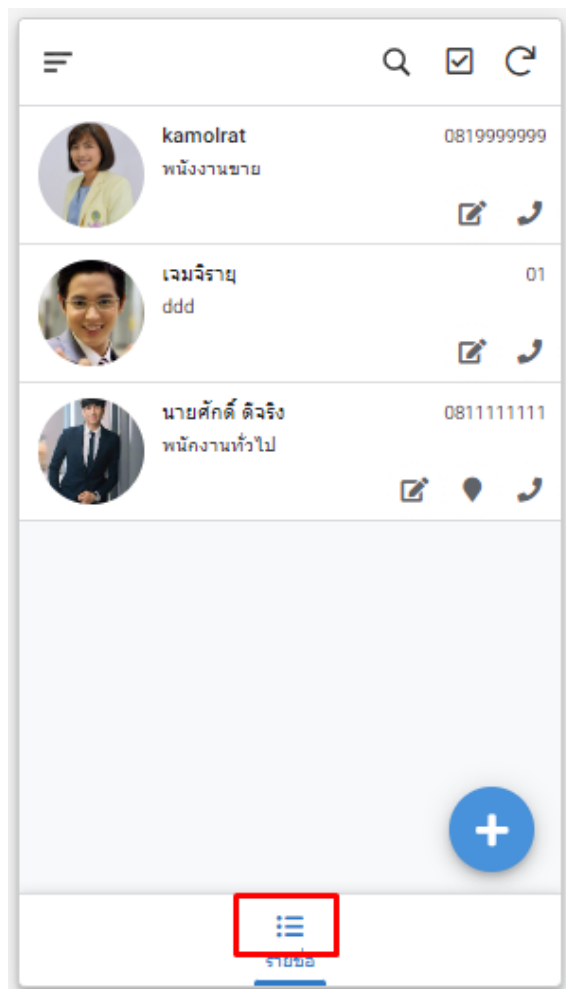 kamolrat 0819999999
พนังงานขาย
เจมจิรายุ 01
ddd
นายศักดิ์ ดีจริง 0811111111
พนักงานทั่วไป
รายชื่อ